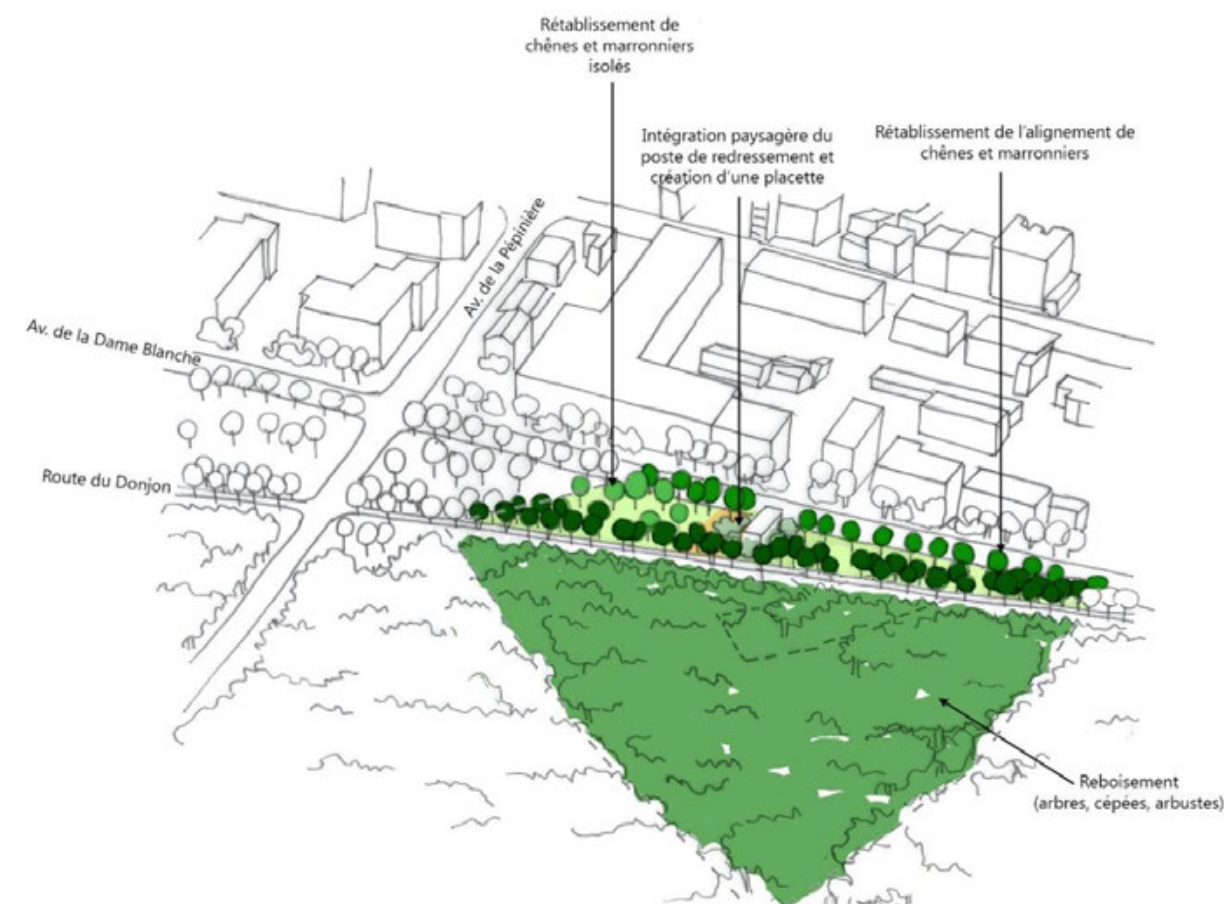 Rétablissement de
chênes et marronniers
isolés
Intégration paysagère du
poste de redressement et
création d'une placette
Rétablissement de l'alignement de
chênes et marronniers
Av. de la Pépinière
Av. de la Dame Blanche
Route du Donjon
Reboisement
(arbres, cépées, arbustes)